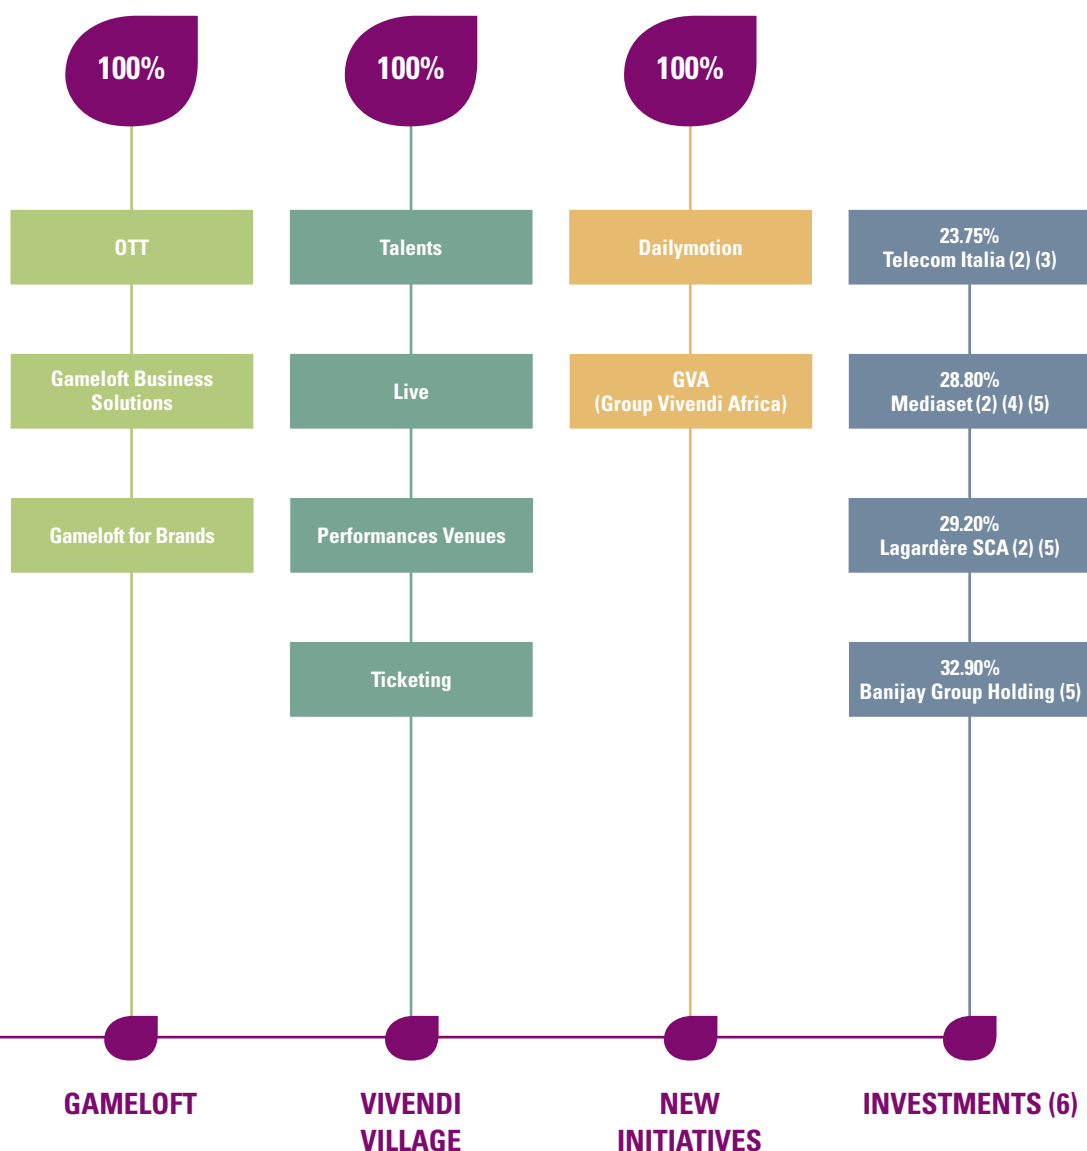 100%
100%
100%
OTT
Gameloft Business
Solutions
Gameloft for Brands
Talents
Live
Performances Venues
Ticketing
Dailymotion
GVA
(Group Vivendi Africa)
23.75%
Telecom Italia (2) (3)
28.80%
Mediaset (2) (4) (5)
29.20%
Lagardère SCA (2) (5)
32.90%
Banijay Group Holding (5)
GAMELOFT
VIVENDI
VILLAGE
NEW
INITIATIVES
INVESTMENTS (6)